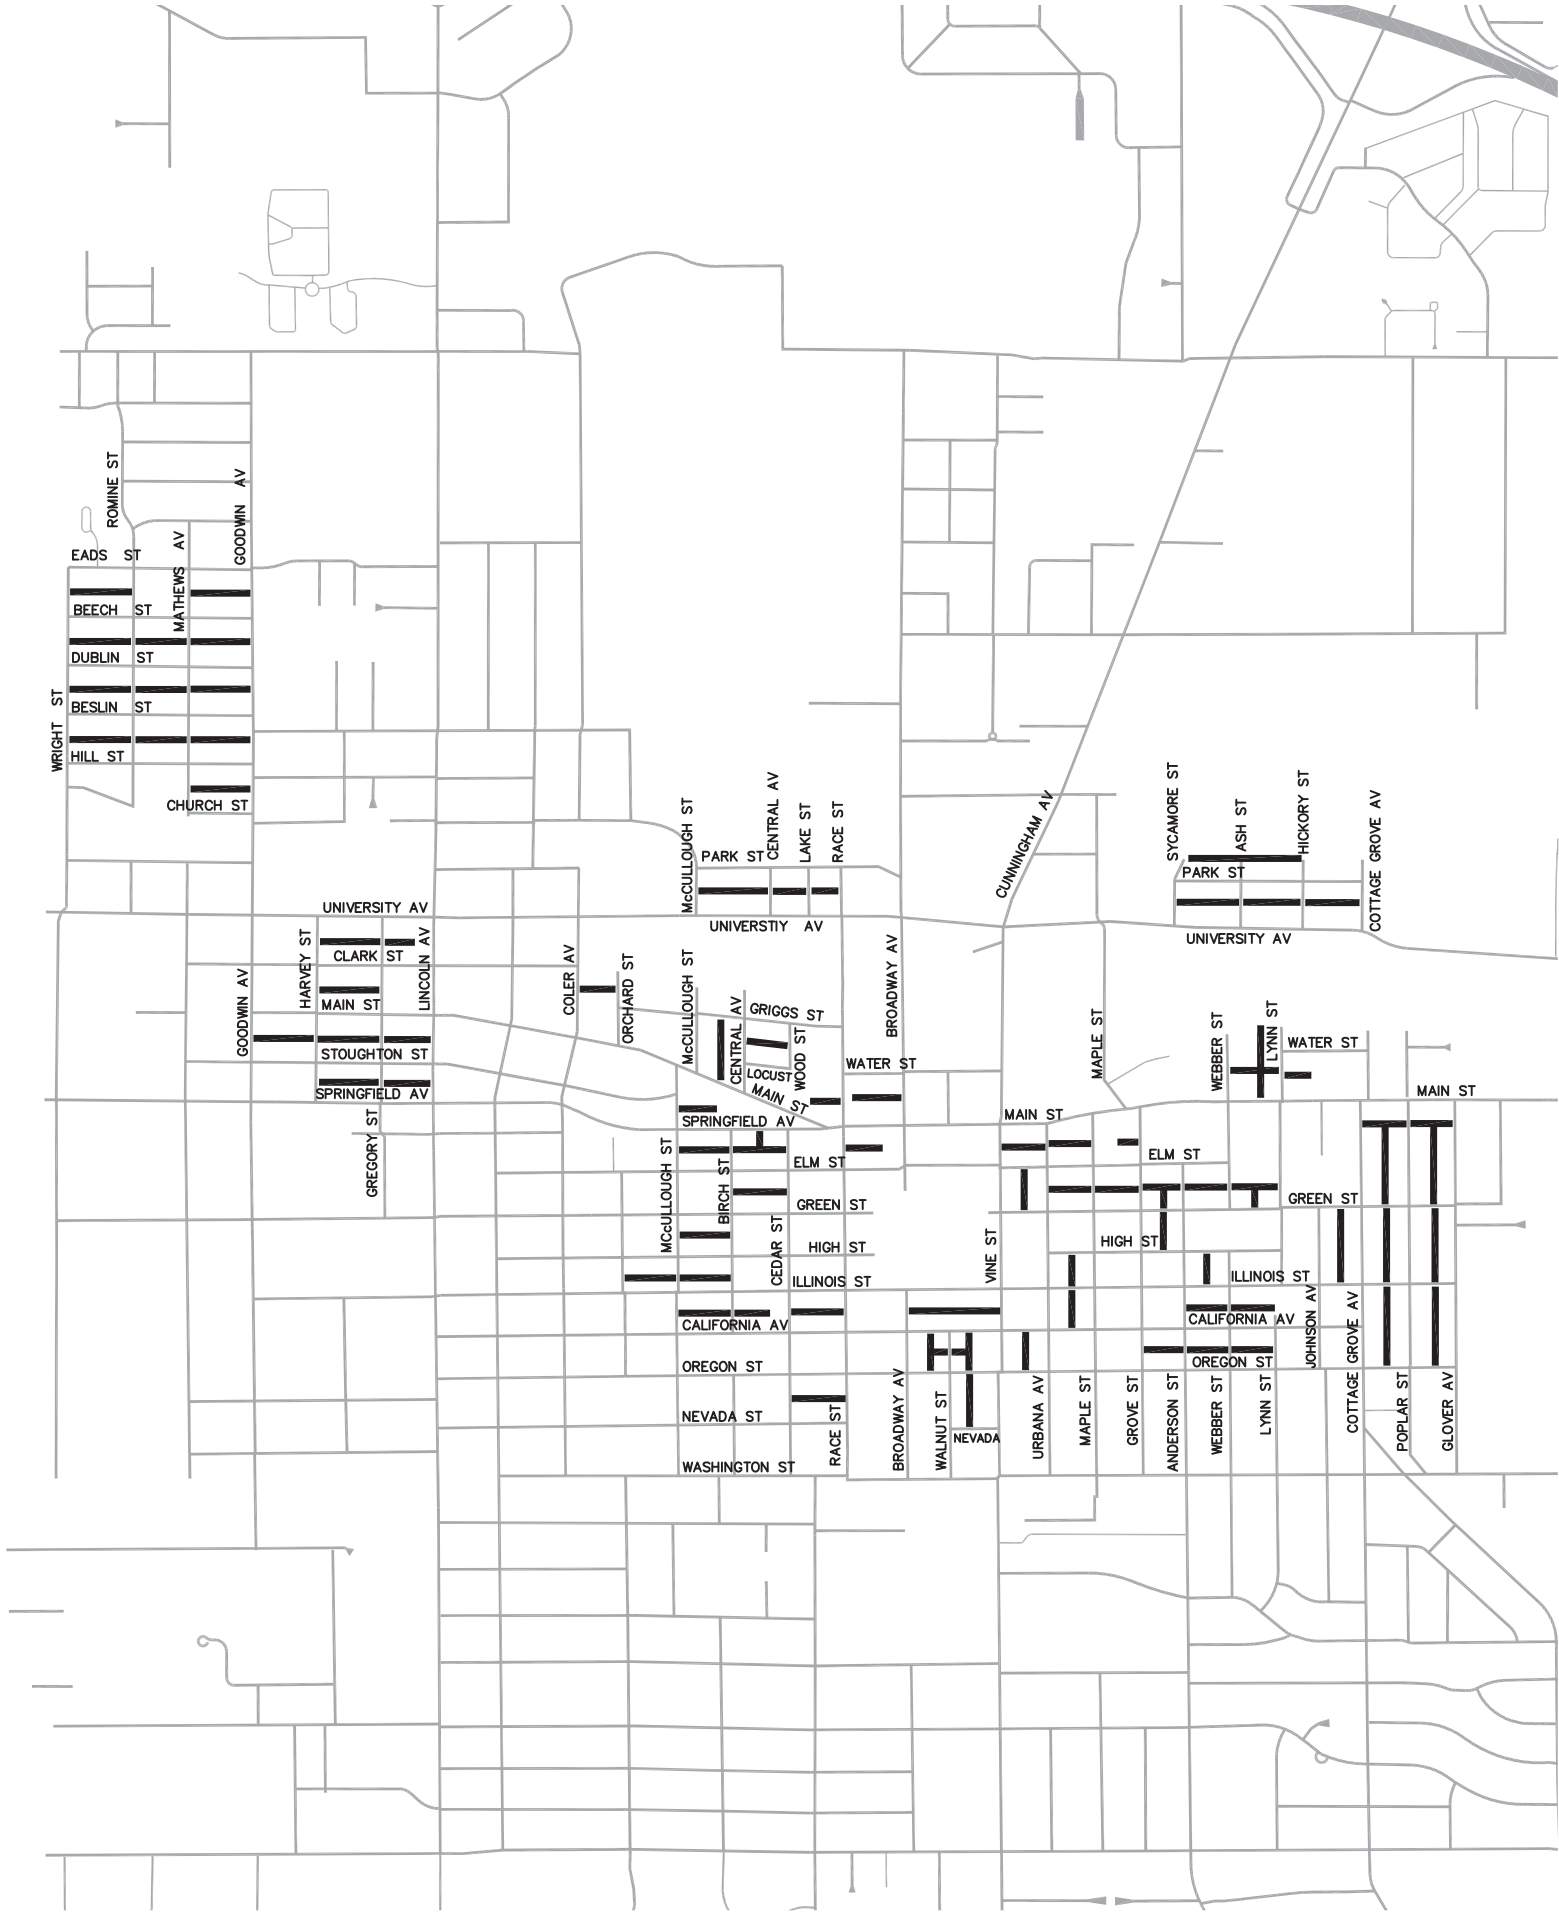 ROMINE ST
GOODWIN AV
MATHEWS AV
EADS ST
BEECH ST
DUBLIN ST
WRIGHT ST
BESLIN ST
HILL ST
CHURCH ST
McCULLOUGH ST
PARK ST
CENTRAL AV
LAKE ST
RACE ST
CUNNINGHAM AV
SYCAMORE ST
ASH ST
HICKORY ST
COTTAGE GROVE AV
PARK ST
UNIVERSITY AV
UNIVERSTIY AV
UNIVERSITY AV
HARVEY ST
CLARK ST
LINCOLN AV
MAIN ST
GOODWIN AV
STOUGHTON ST
SPRINGFIELD AV
GREGORY ST
COLER AV
ORCHARD ST
McCULLOUGH ST
CENTRAL AV
GRIGGS ST
WOOD ST
LOCUST
MAIN ST
BROADWAY AV
WATER ST
MAPLE ST
WEBBER ST
LYNN ST
WATER ST
MAIN ST
SPRINGFIELD AV
MAIN ST
McCULLOUGH ST
BIRCH ST
ELM ST
ELM ST
GREEN ST
GREEN ST
CEDAR ST
HIGH ST
VINE ST
HIGH ST
ILLINOIS ST
ILLINOIS ST
CALIFORNIA AV
CALIFORNIA AV
JOHNSON AV
COTTAGE GROVE AV
OREGON ST
OREGON ST
NEVADA ST
RACE ST
BROADWAY AV
WALNUT ST
NEVADA
URBANA AV
MAPLE ST
GROVE ST
ANDERSON ST
WEBBER ST
LYNN ST
POPLAR ST
GLOVER AV
WASHINGTON ST